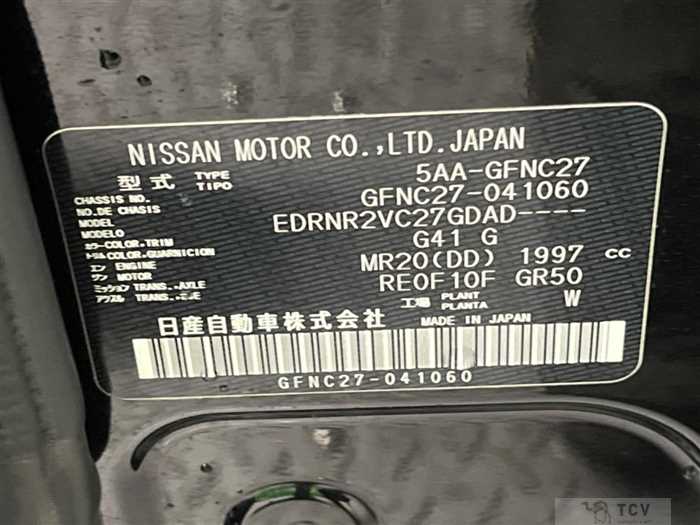 NISSAN MOTOR CO.,LTD.JAPAN
型式 TYPE TIPO 5AA-GFNC27
CHASSIS NO. NO.DE CHASIS GFNC27-041060
MODEL MODELO EDRNR2VC27GDAD----
カラー COLOR.TRIM トリム COLOR.GUARNICION G41 G
エンジン ENGINE MOTOR MR20(DD) 1997 cc
ミッション TRANS..AXLE アクスル TRANS..EJE RE0F10F GR50
工場 PLANT PLANTA W
日産自動車株式会社 MADE IN JAPAN
GFNC27-041060
TCV